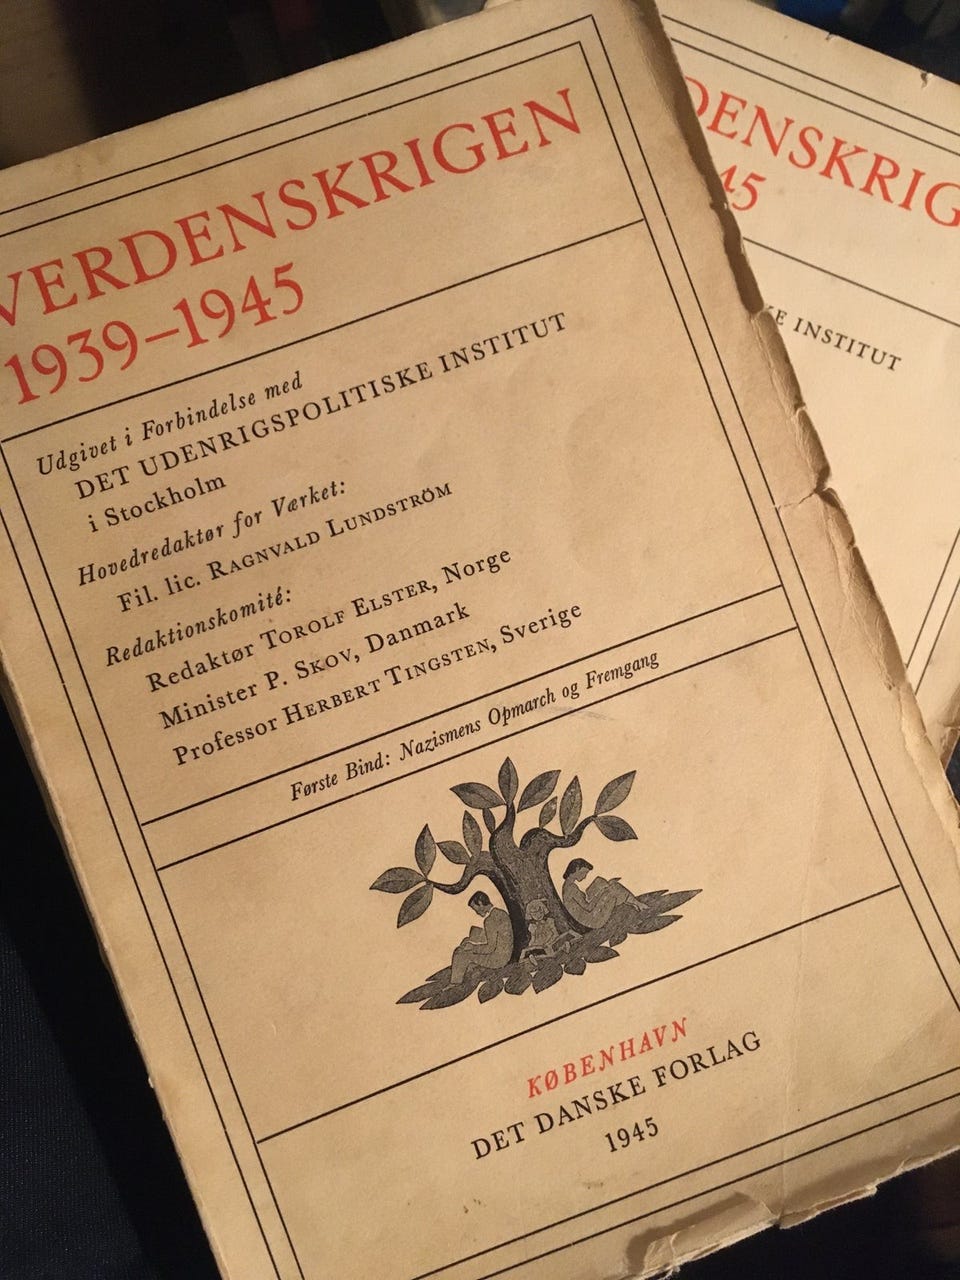 VERDENSKRIGEN
1939–1945
Udgivet i Forbindelse med
DET UDENRIGSPOLITISKE INSTITUT
i Stockholm
Hovedredaktør for Værket:
Fil. lic. RAGNVALD LUNDSTRÖM
Redaktionskomité:
Redaktør TOROLF ELSTER, Norge
Minister P. SKOV, Danmark
Professor HERBERT TINGSTEN, Sverige
Første Bind: Nazismens Opmarch og Fremgang
KØBENHAVN
DET DANSKE FORLAG
1945
DENSKRIG
45
KE INSTITUT